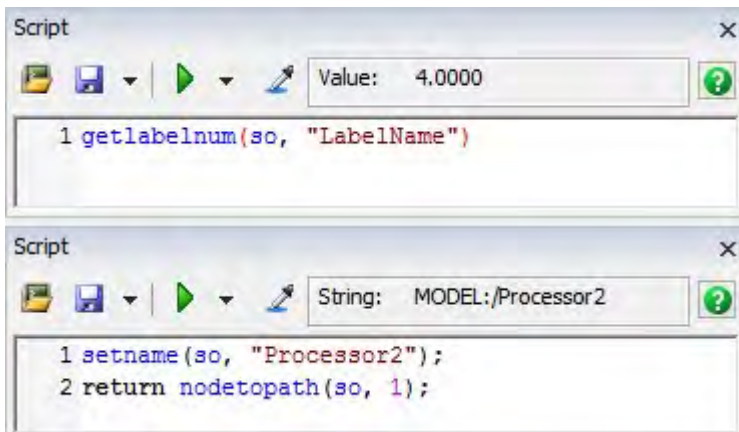 Script
Value: 4.0000
1 getlabelnum(so, "LabelName")
Script
String: MODEL:/Processor2
1 setname(so, "Processor2");
2 return nodetopath(so, 1);